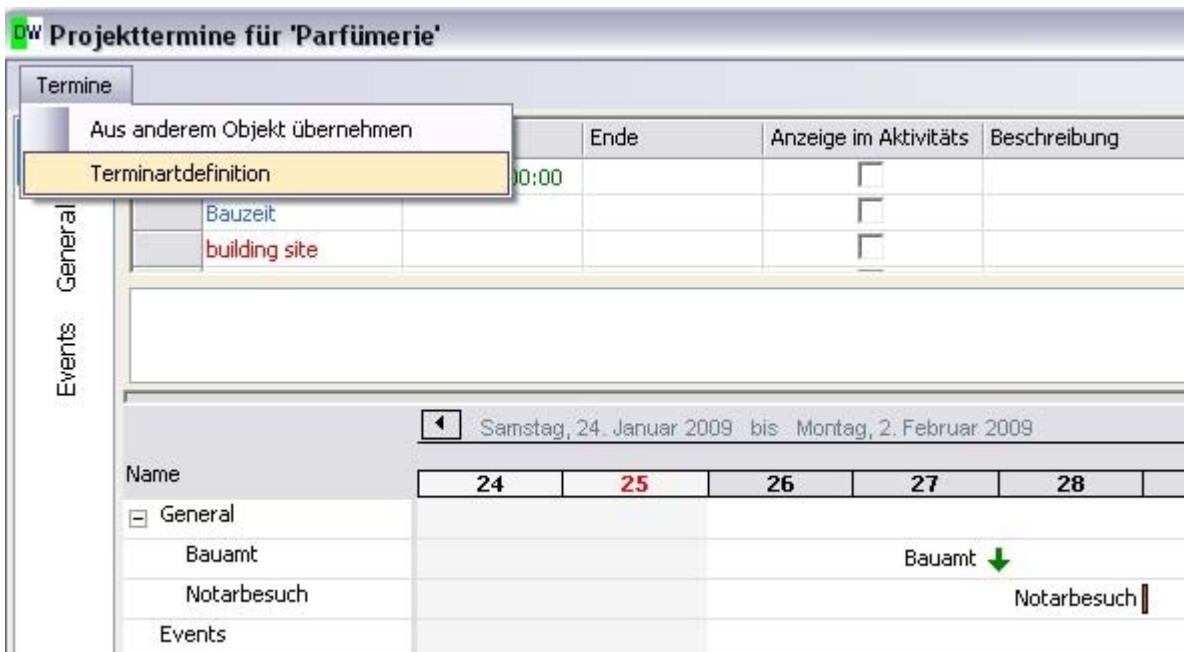 DW Projekttermine für 'Parfümerie'
Termine
Aus anderem Objekt übernehmen
Terminartdefinition
Ende Anzeige im Aktivitäts Beschreibung
00:00
Bauzeit
building site
General
Events
Samstag, 24. Januar 2009 bis Montag, 2. Februar 2009
Name 24 25 26 27 28
General
Bauamt Bauamt
Notarbesuch Notarbesuch
Events